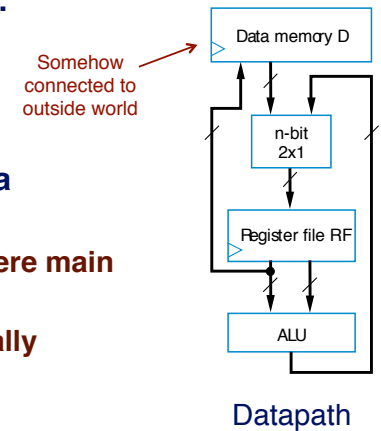 .
Somehow
connected to
outside world
Data memory D
n-bit
2x1
a
Register file RF
ere main
ally
ALU
Datapath